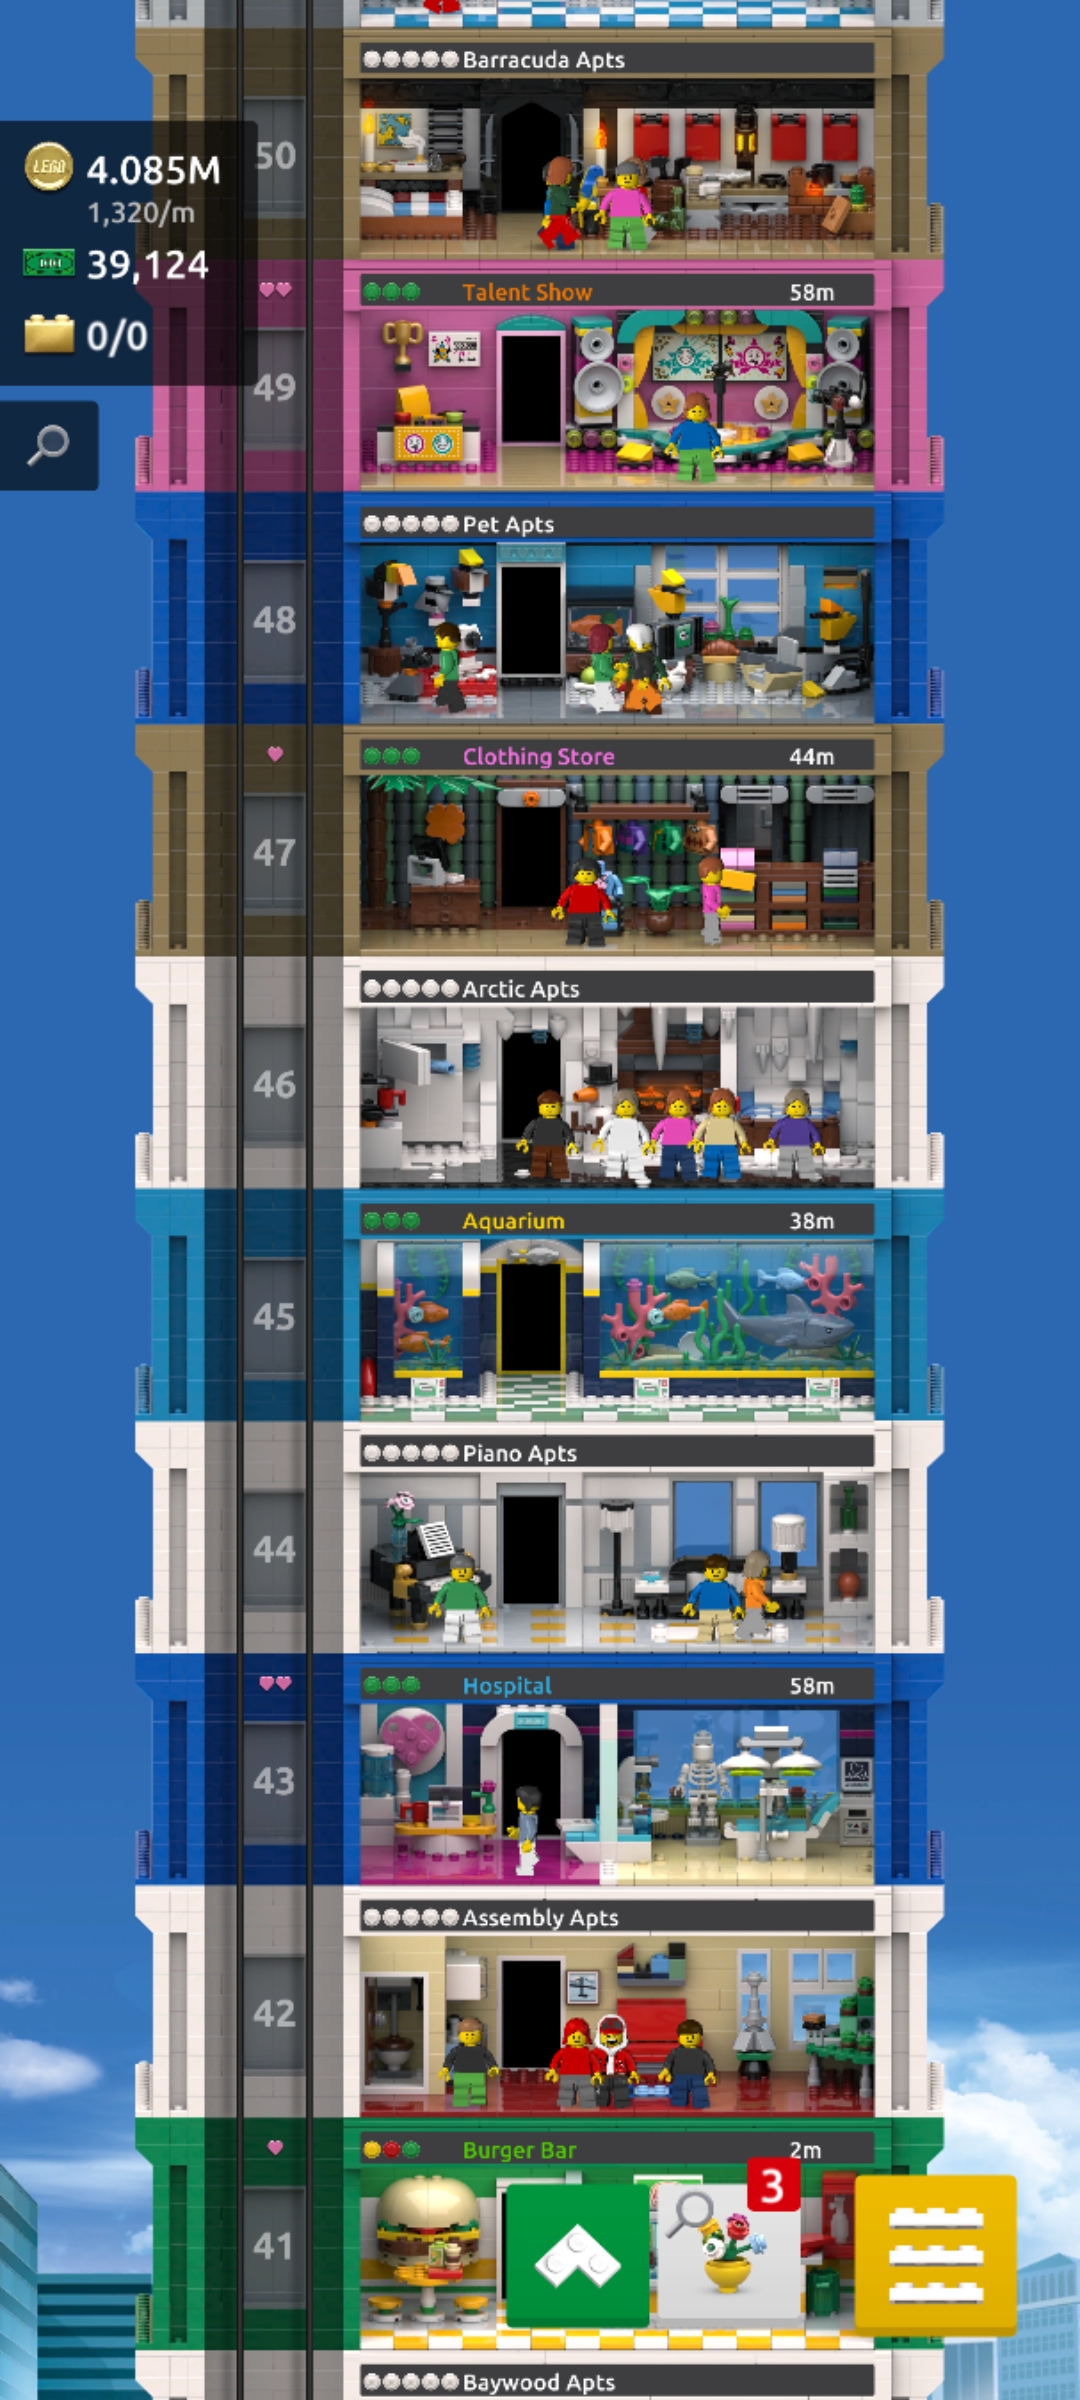 Barracuda Apts
50
LEGO
4.085M
1,320/m
39,124
0/0
Talent Show 58m
49
Pet Apts
48
Clothing Store 44m
47
Arctic Apts
46
Aquarium 38m
45
Piano Apts
44
Hospital 58m
43
Assembly Apts
42
Burger Bar 2m
3
41
Baywood Apts